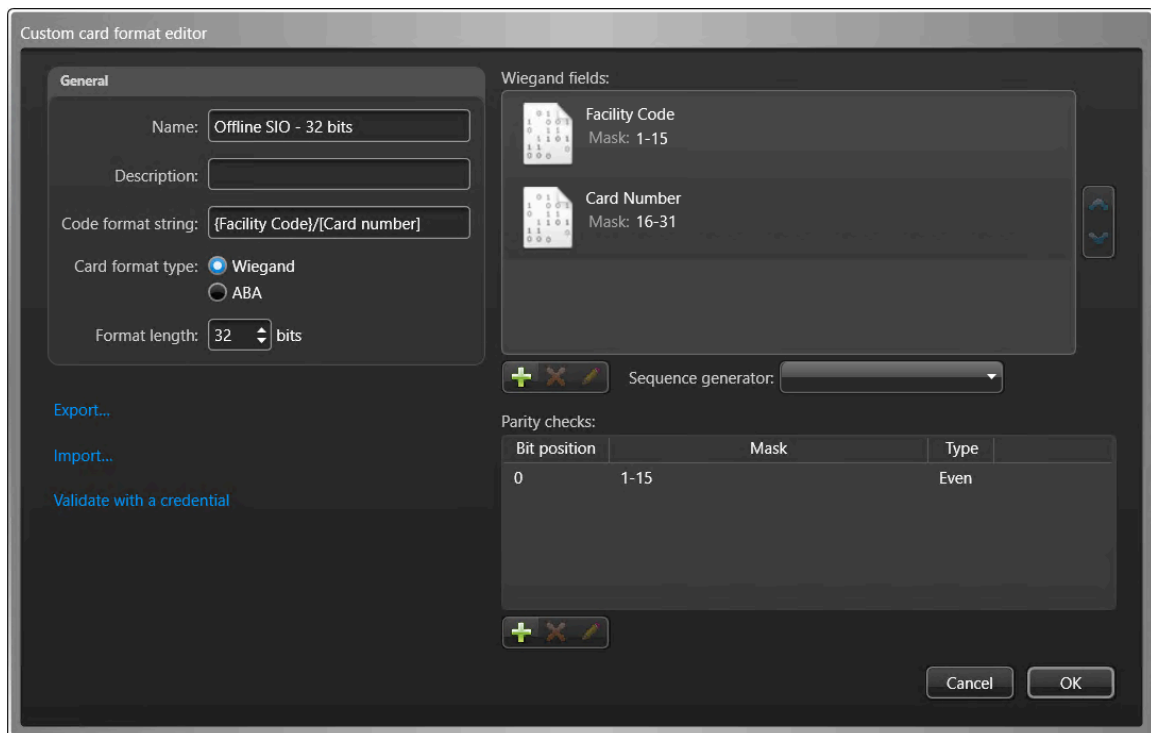 Custom card format editor
General
Name: Offline SIO - 32 bits
Description:
Code format string: {Facility Code}/[Card number]
Card format type: Wiegand
ABA
Format length: 32 bits
Export...
Import...
Validate with a credential
Wiegand fields:
Facility Code
Mask: 1-15
Card Number
Mask: 16-31
Sequence generator:
Parity checks:
Bit position Mask Type
0 1-15 Even
Cancel OK